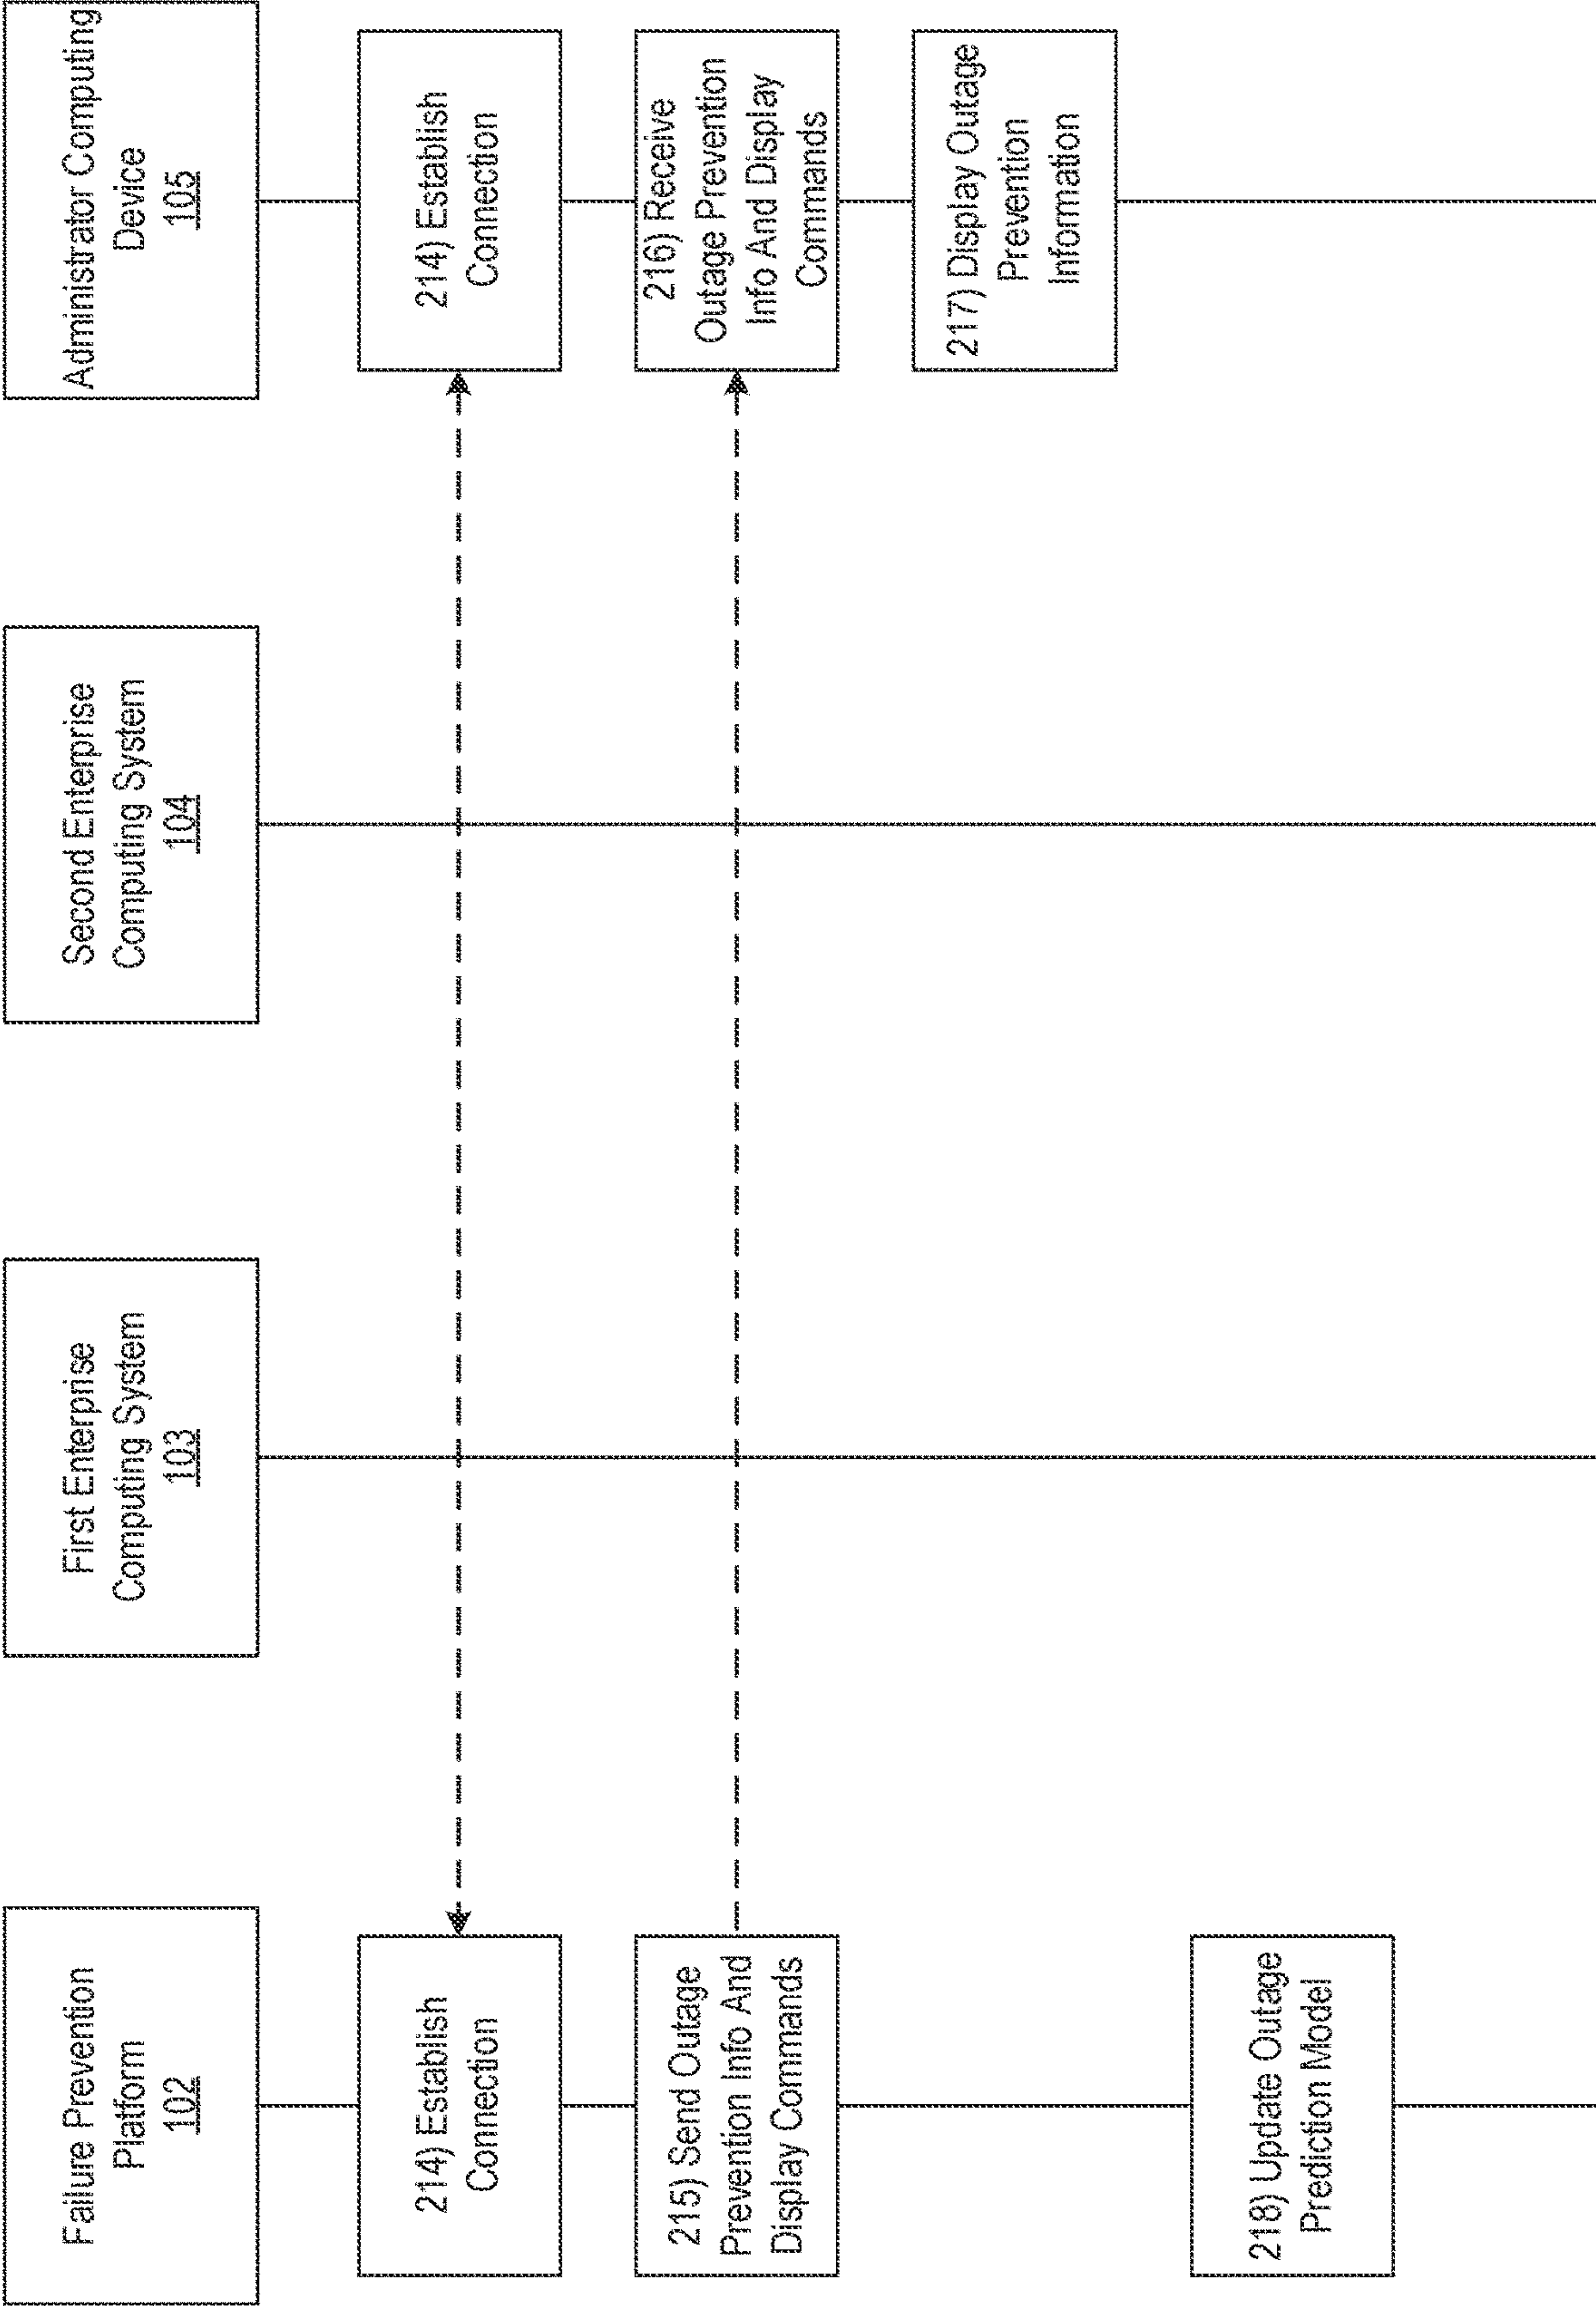 Failure Prevention
Platform
102
First Enterprise
Computing System
103
Second Enterprise
Computing System
104
Administrator Computing
Device
105
214) Establish
Connection
214) Establish
Connection
215) Send Outage
Prevention Info And
Display Commands
216) Receive
Outage Prevention
Info And Display
Commands
217) Display Outage
Prevention
Information
218) Update Outage
Prediction Model